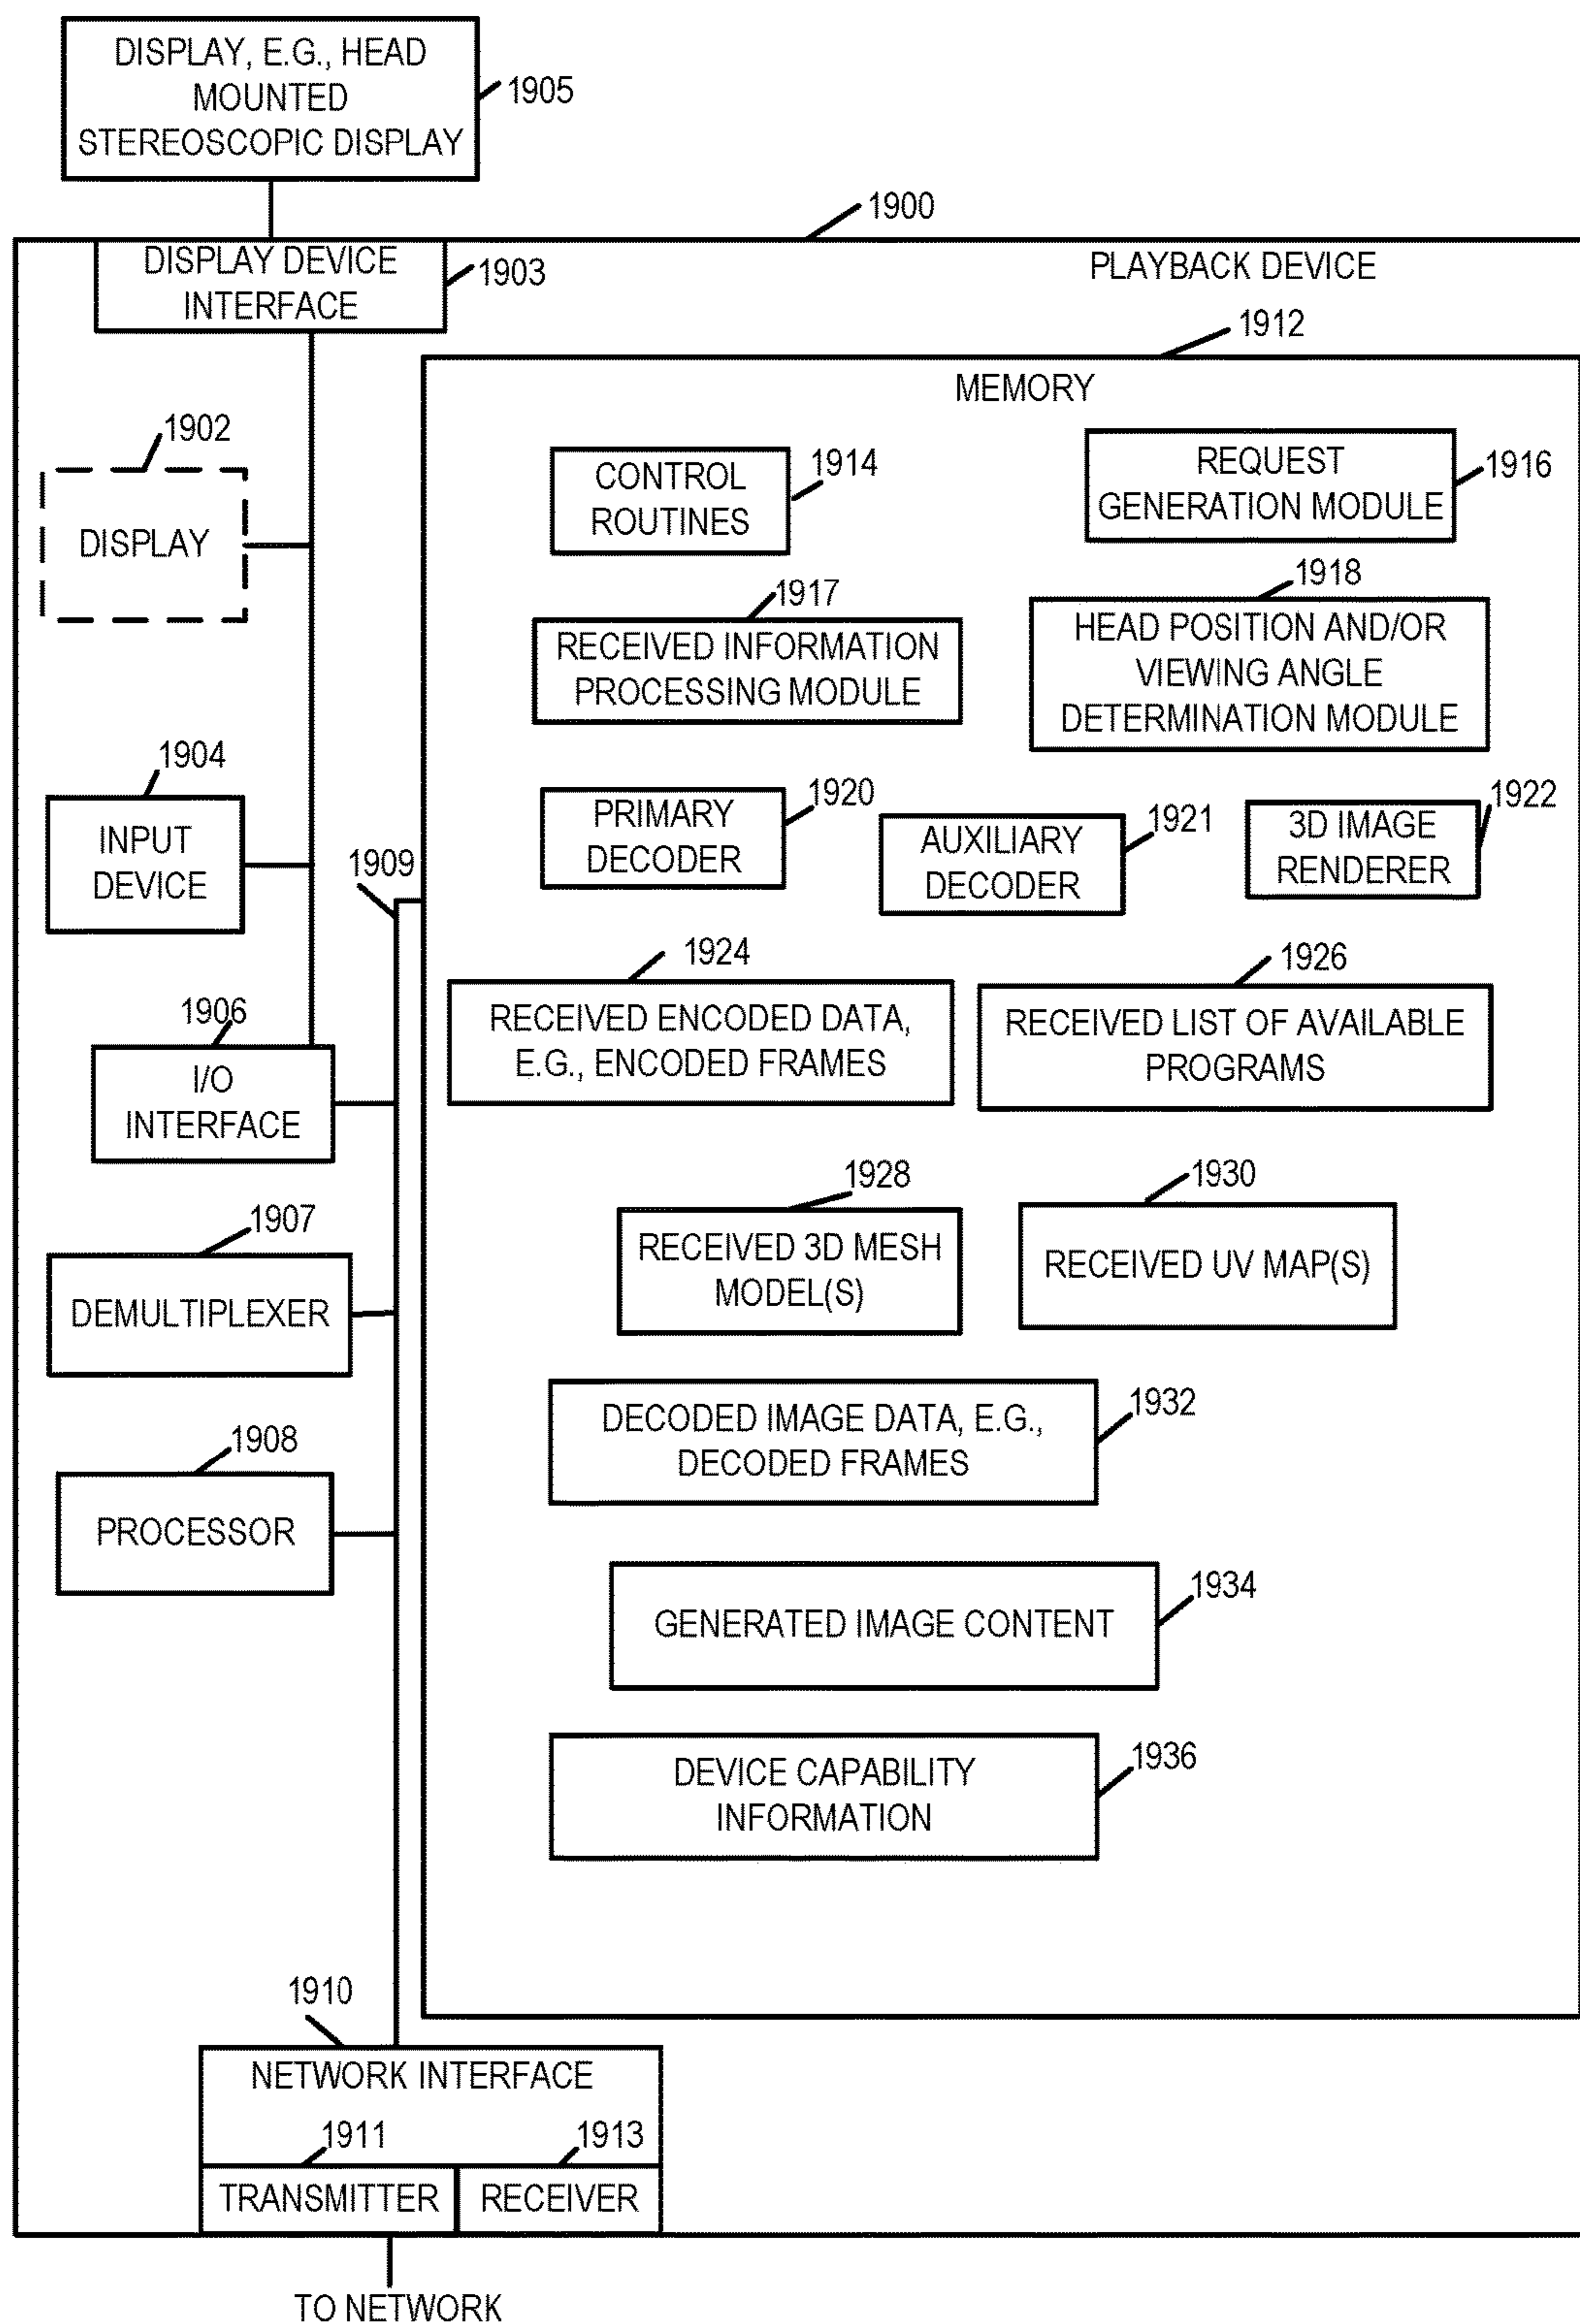 DISPLAY, E.G., HEAD
MOUNTED
STEREOSCOPIC DISPLAY
1905
1900
DISPLAY DEVICE
INTERFACE
1903
PLAYBACK DEVICE
1912
MEMORY
1902
DISPLAY
CONTROL
ROUTINES
1914
REQUEST
GENERATION MODULE
1916
1917
RECEIVED INFORMATION
PROCESSING MODULE
1918
HEAD POSITION AND/OR
VIEWING ANGLE
DETERMINATION MODULE
1904
INPUT
DEVICE
1909
PRIMARY
DECODER
1920
AUXILIARY
DECODER
1921
3D IMAGE
RENDERER
1922
1924
RECEIVED ENCODED DATA,
E.G., ENCODED FRAMES
1926
RECEIVED LIST OF AVAILABLE
PROGRAMS
1906
I/O
INTERFACE
1928
RECEIVED 3D MESH
MODEL(S)
1930
RECEIVED UV MAP(S)
1907
DEMULTIPLEXER
DECODED IMAGE DATA, E.G.,
DECODED FRAMES
1932
1908
PROCESSOR
GENERATED IMAGE CONTENT
1934
DEVICE CAPABILITY
INFORMATION
1936
1910
NETWORK INTERFACE
1911
1913
TRANSMITTER
RECEIVER
TO NETWORK